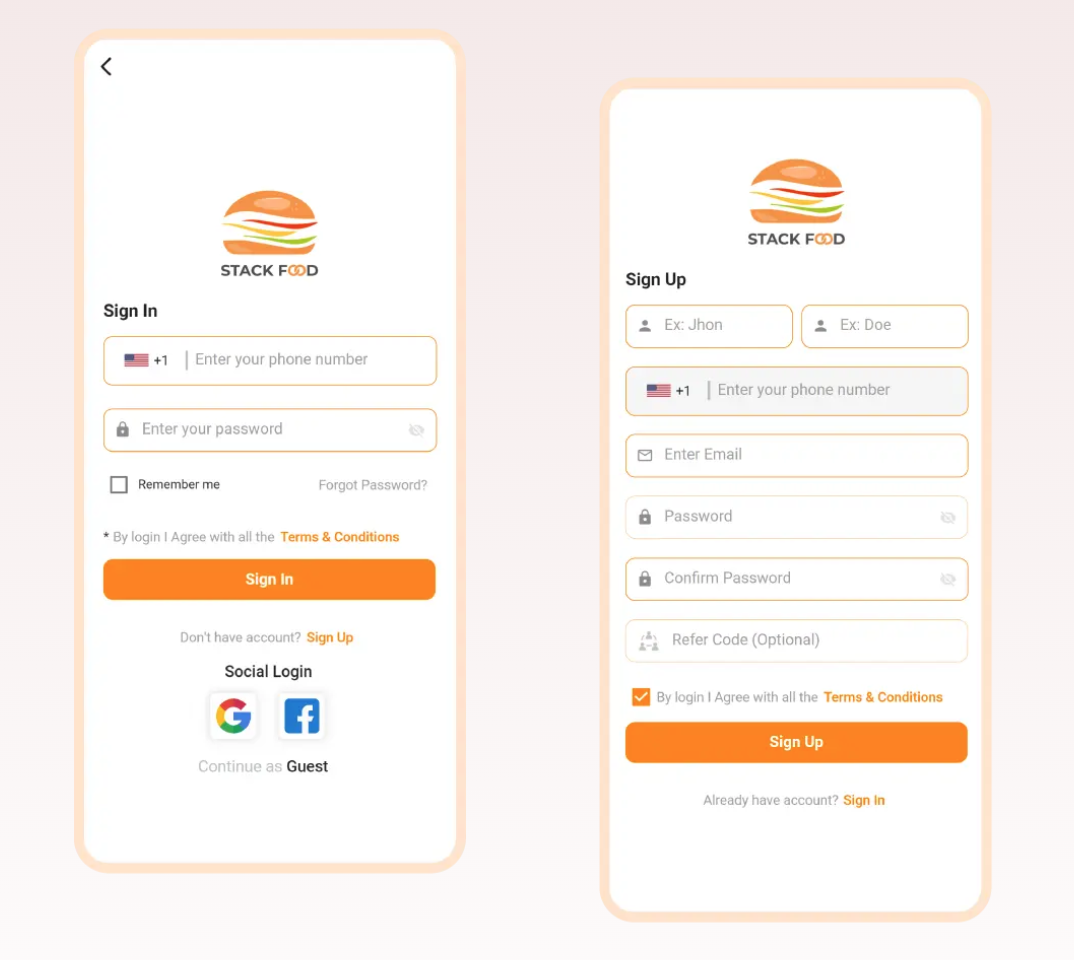 STACK FOOD
Sign In
+1 Enter your phone number
Enter your password
Remember me Forgot Password?
* By login I Agree with all the Terms & Conditions
Sign In
Don't have account? Sign Up
Social Login
Continue as Guest
STACK FOOD
Sign Up
Ex: Jhon Ex: Doe
+1 Enter your phone number
Enter Email
Password
Confirm Password
Refer Code (Optional)
By login I Agree with all the Terms & Conditions
Sign Up
Already have account? Sign In